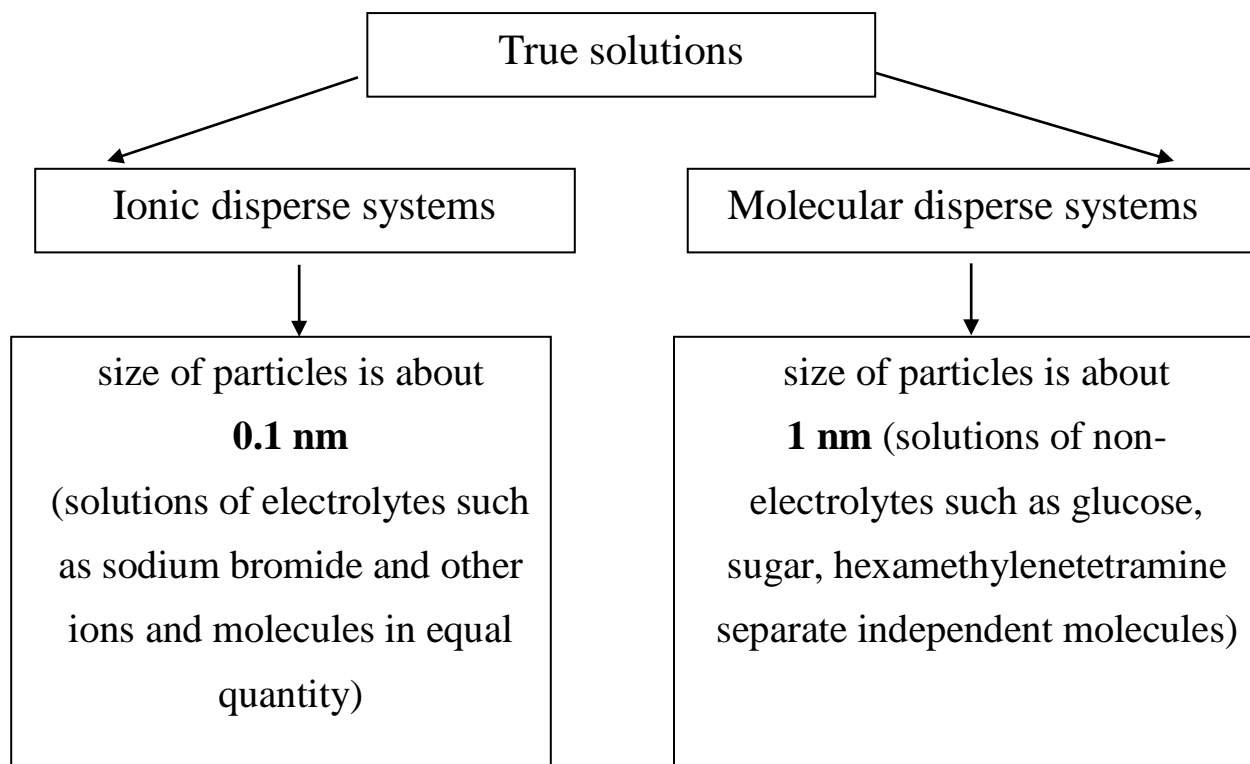 True solutions
Ionic disperse systems
Molecular disperse systems
size of particles is about
0.1 nm
(solutions of electrolytes such
as sodium bromide and other
ions and molecules in equal
quantity)
size of particles is about
1 nm (solutions of non-
electrolytes such as glucose,
sugar, hexamethylenetetramine
separate independent molecules)